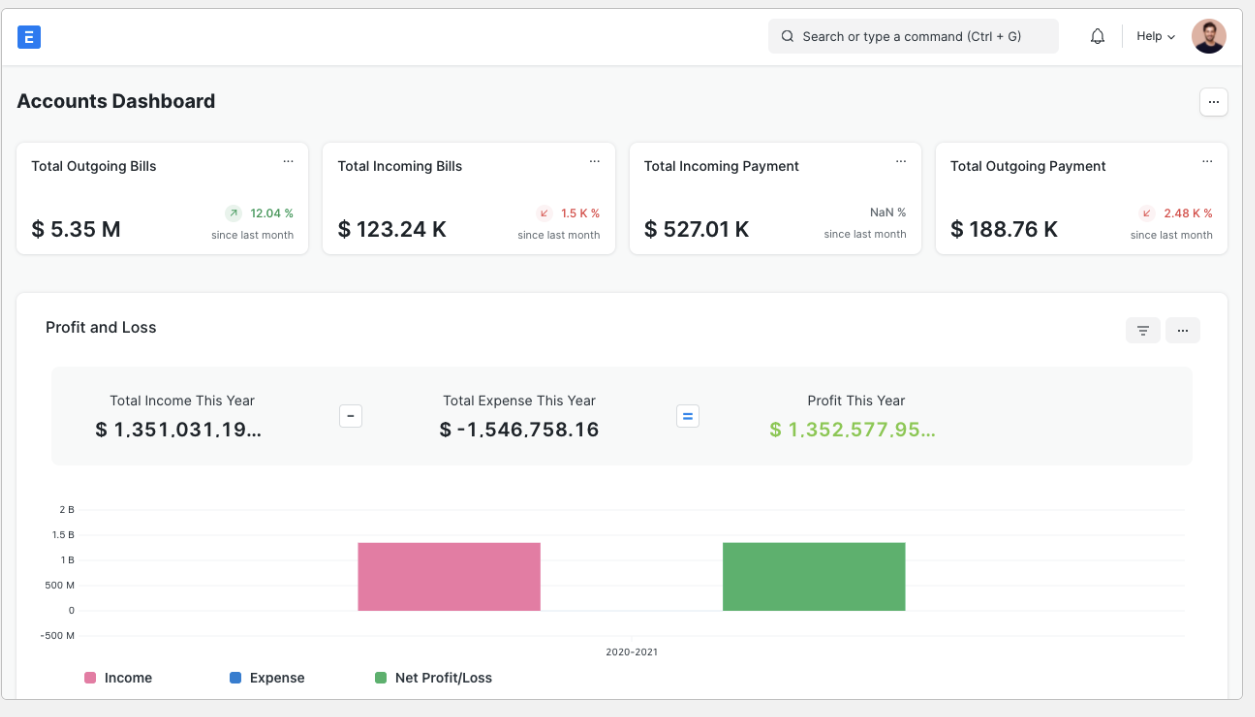 E
Search or type a command (Ctrl + G)
Help
Accounts Dashboard
...
Total Outgoing Bills
...
$ 5.35 M
12.04 %
since last month
Total Incoming Bills
...
$ 123.24 K
1.5 K %
since last month
Total Incoming Payment
...
$ 527.01 K
NaN %
since last month
Total Outgoing Payment
...
$ 188.76 K
2.48 K %
since last month
Profit and Loss
...
Total Income This Year
$ 1,351,031,19...
-
Total Expense This Year
$ -1,546,758.16
=
Profit This Year
$ 1,352,577,95...
2 B
1.5 B
1 B
500 M
0
-500 M
2020-2021
Income
Expense
Net Profit/Loss